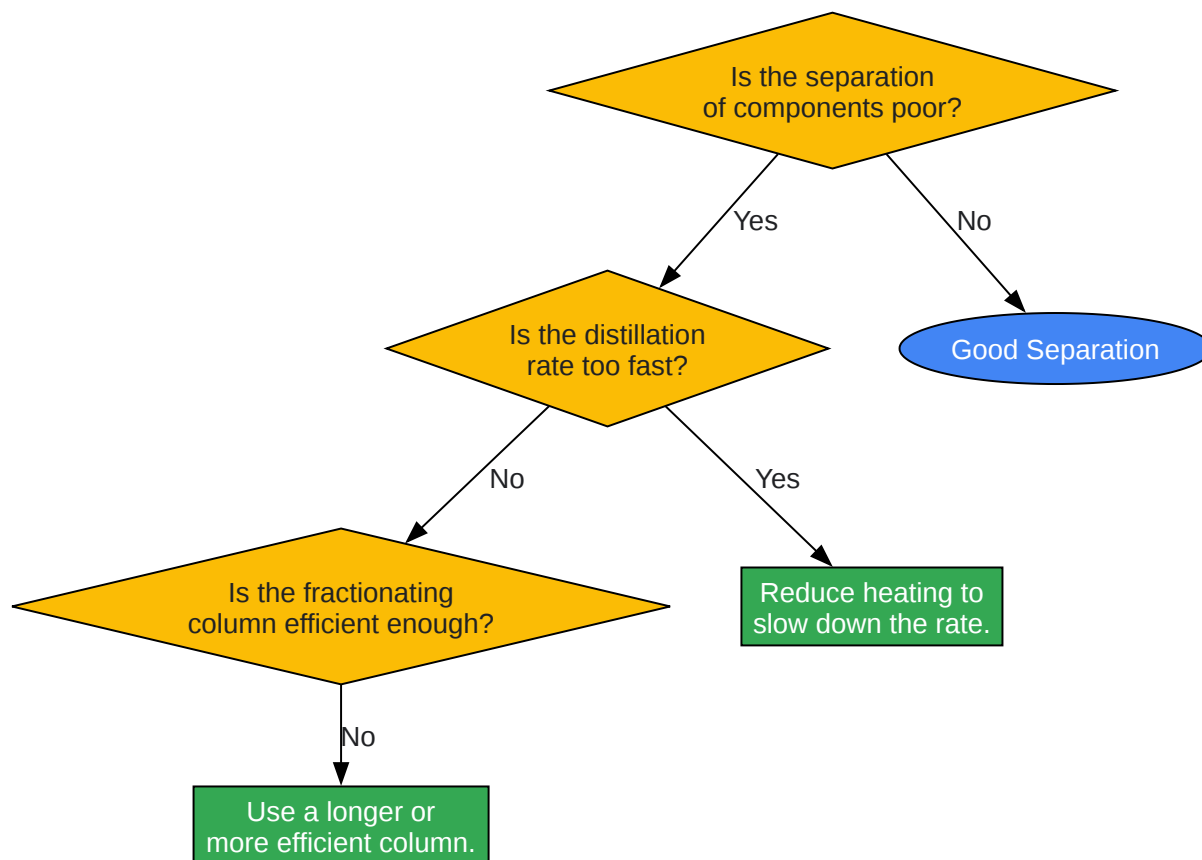 Is the separation
of components poor?
Yes
No
Is the distillation
rate too fast?
Good Separation
No
Yes
Is the fractionating
column efficient enough?
Reduce heating to
slow down the rate.
No
Use a longer or
more efficient column.